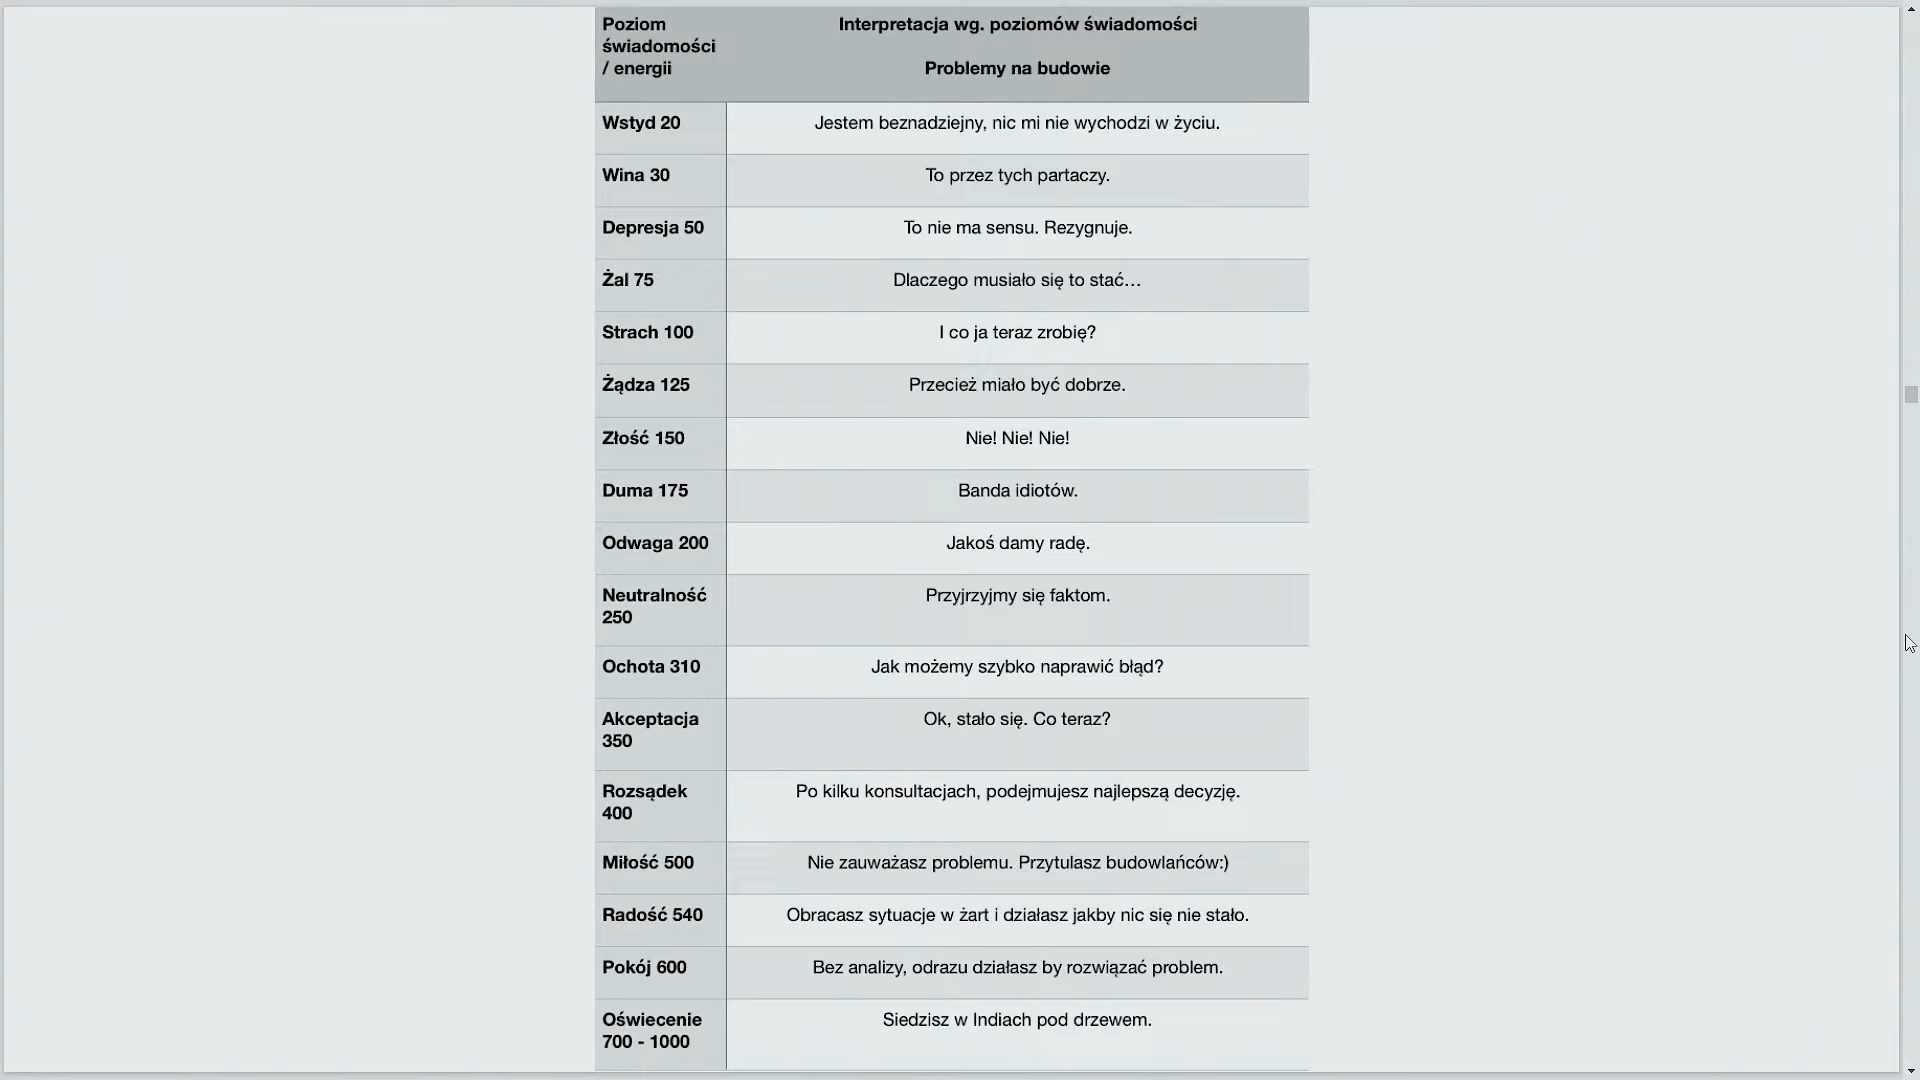 Poziom
świadomości
/ energii
Interpretacja wg. poziomów świadomości
Problemy na budowie
Wstyd 20
Jestem beznadziejny, nic mi nie wychodzi w życiu.
Wina 30
To przez tych partaczy.
Depresja 50
To nie ma sensu. Rezygnuje.
Żal 75
Dlaczego musiało się to stać…
Strach 100
I co ja teraz zrobię?
Żądza 125
Przecież miało być dobrze.
Złość 150
Nie! Nie! Nie!
Duma 175
Banda idiotów.
Odwaga 200
Jakoś damy radę.
Neutralność
250
Przyjrzyjmy się faktom.
Ochota 310
Jak możemy szybko naprawić błąd?
Akceptacja
350
Ok, stało się. Co teraz?
Rozsądek
400
Po kilku konsultacjach, podejmujesz najlepszą decyzję.
Miłość 500
Nie zauważasz problemu. Przytulasz budowlańców:)
Radość 540
Obracasz sytuacje w żart i działasz jakby nic się nie stało.
Pokój 600
Bez analizy, odrazu działasz by rozwiązać problem.
Oświecenie
700 - 1000
Siedzisz w Indiach pod drzewem.